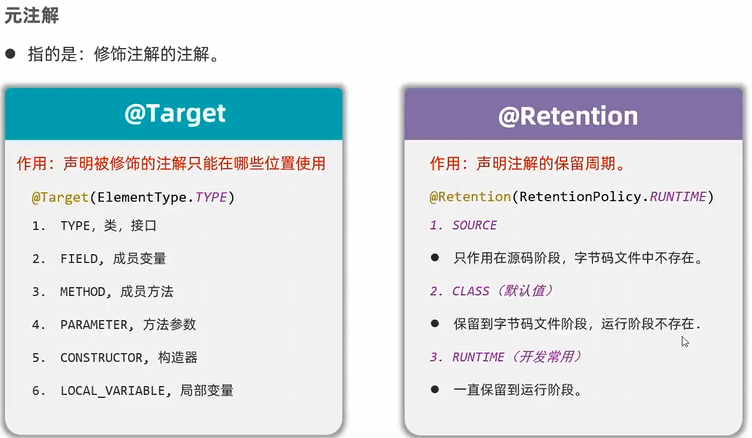 元注解
● 指的是：修饰注解的注解。
@Target
作用：声明被修饰的注解只能在哪些位置使用
@Target(ElementType.TYPE)
1. TYPE，类，接口
2. FIELD, 成员变量
3. METHOD, 成员方法
4. PARAMETER, 方法参数
5. CONSTRUCTOR, 构造器
6. LOCAL_VARIABLE, 局部变量
@Retention
作用：声明注解的保留周期。
@Retention(RetentionPolicy.RUNTIME)
1. SOURCE
● 只作用在源码阶段，字节码文件中不存在。
2. CLASS（默认值）
● 保留到字节码文件阶段，运行阶段不存在.
3. RUNTIME（开发常用）
● 一直保留到运行阶段。